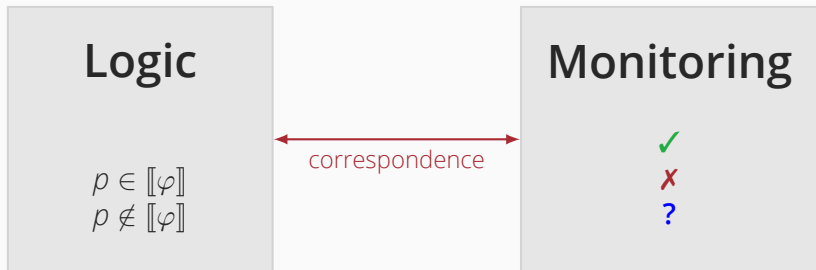 Logic
p ∈ ⟦φ⟧
p ∉ ⟦φ⟧
correspondence
Monitoring
✓
✗
?